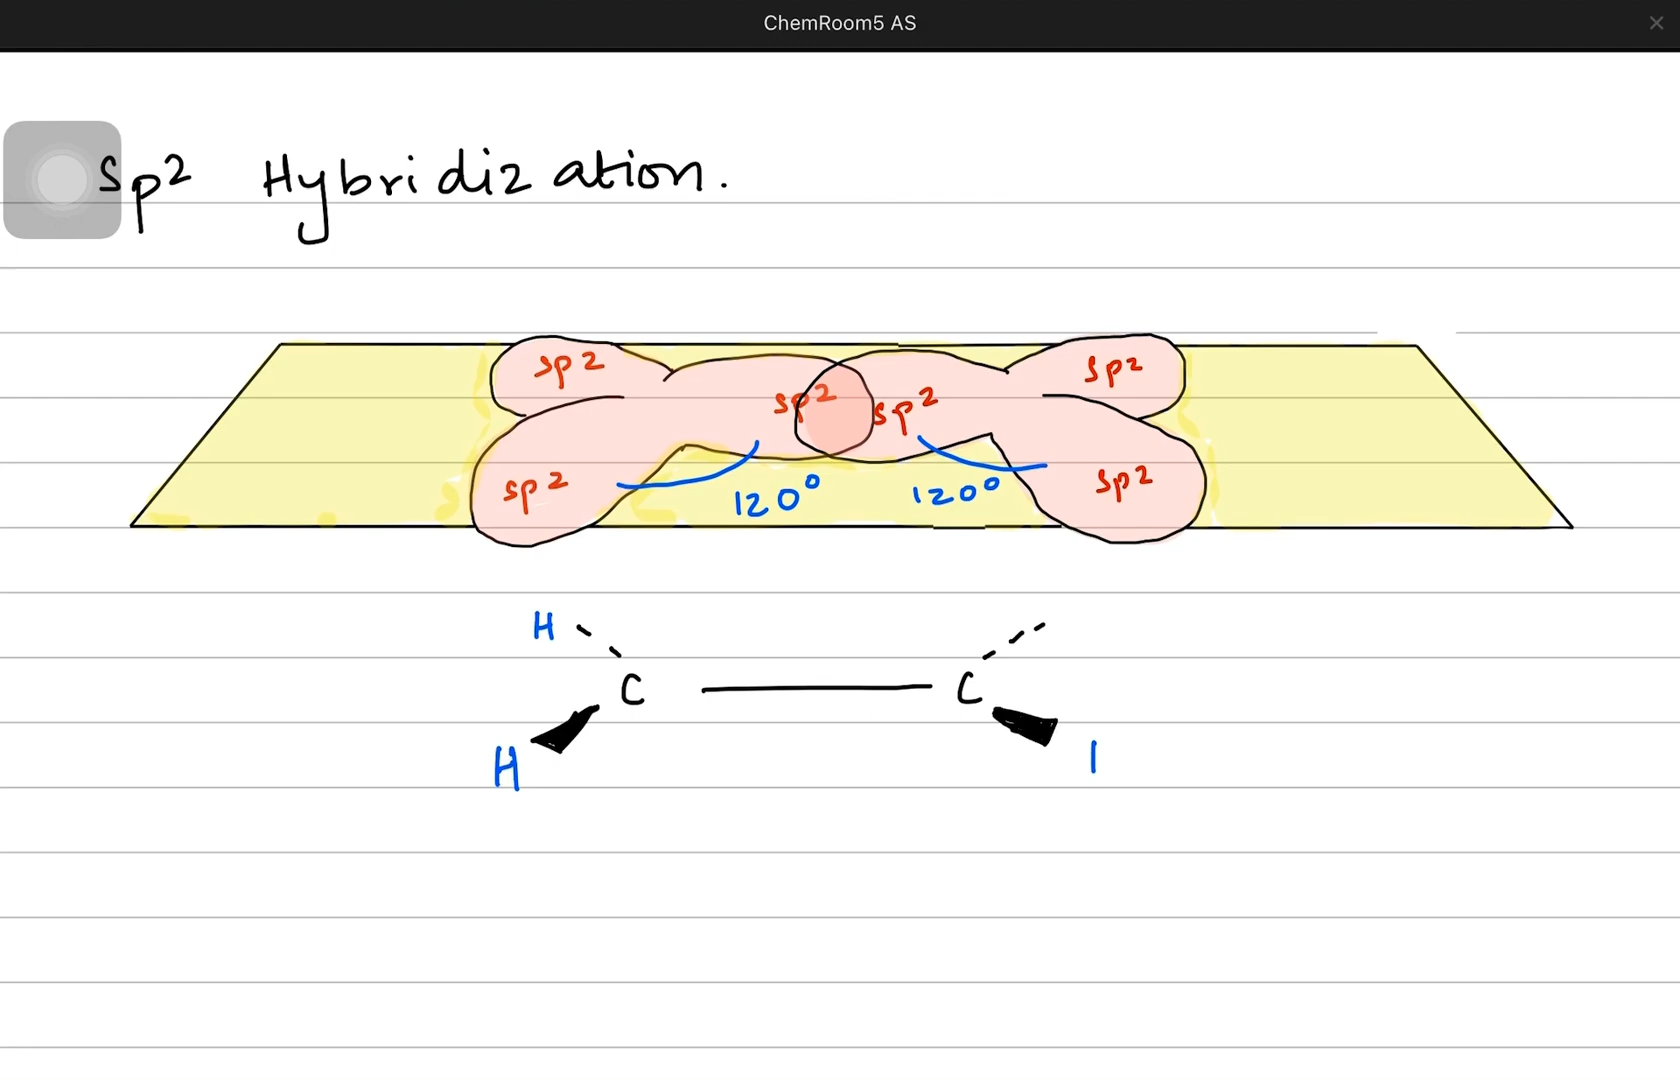 ChemRoom5 AS
Sp² Hybridization.
sp² sp²
sp² sp²
sp² sp²
120° 120°
H
C C
H I